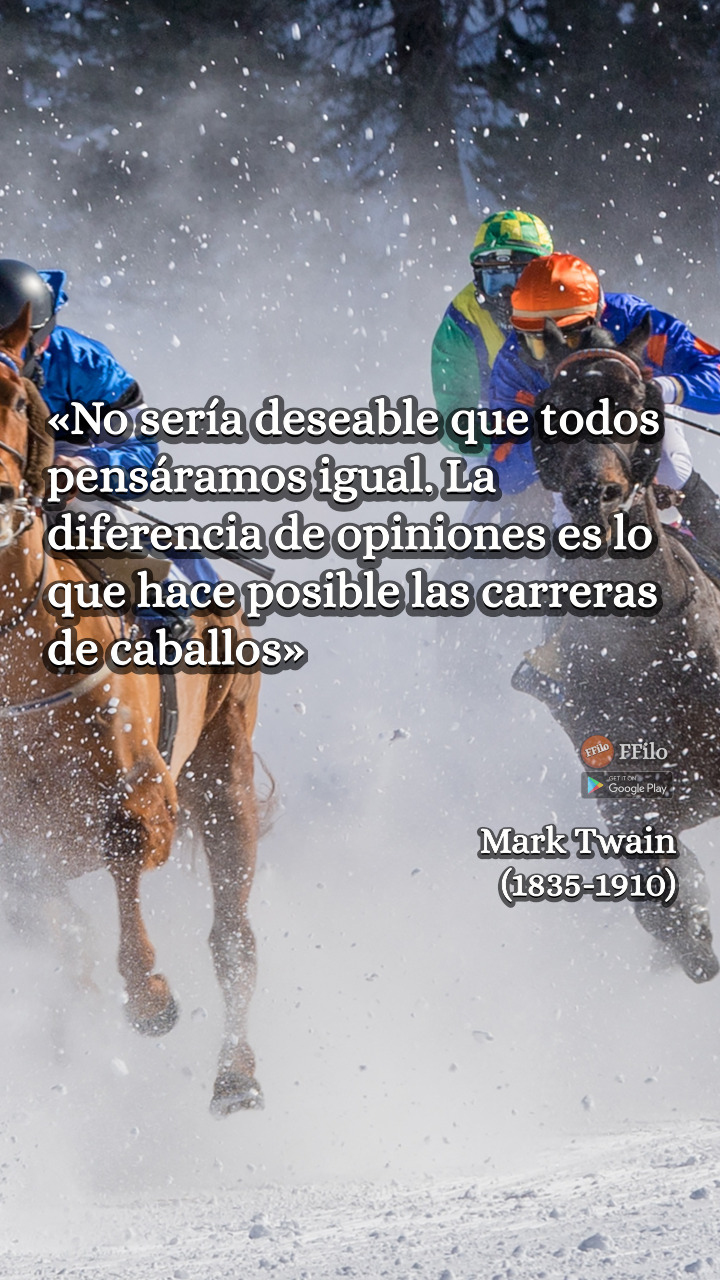 «No sería deseable que todos
pensáramos igual. La
diferencia de opiniones es lo
que hace posible las carreras
de caballos»
FFilo FFilo
GET IT ON
Google Play
Mark Twain
(1835-1910)